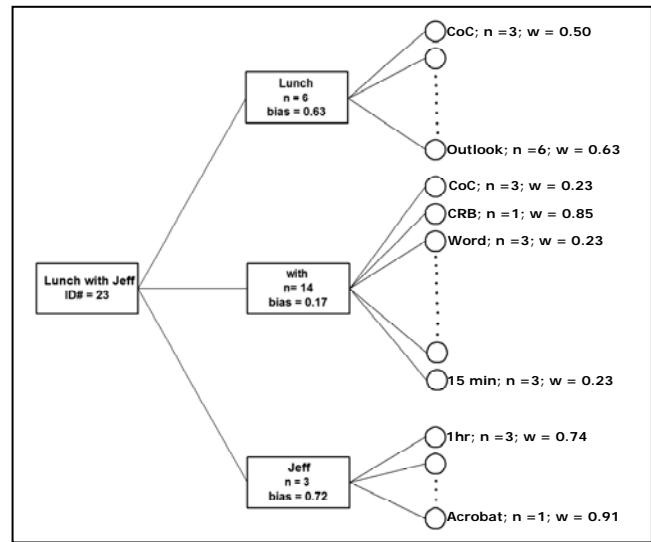 CoC; n =3; w = 0.50
Lunch
n = 6
bias = 0.63
Outlook; n =6; w = 0.63
CoC; n =3; w = 0.23
CRB; n =1; w = 0.85
Word; n =3; w = 0.23
Lunch with Jeff
ID# = 23
with
n= 14
bias = 0.17
15 min; n =3; w = 0.23
1hr; n =3; w = 0.74
Jeff
n = 3
bias = 0.72
Acrobat; n =1; w = 0.91